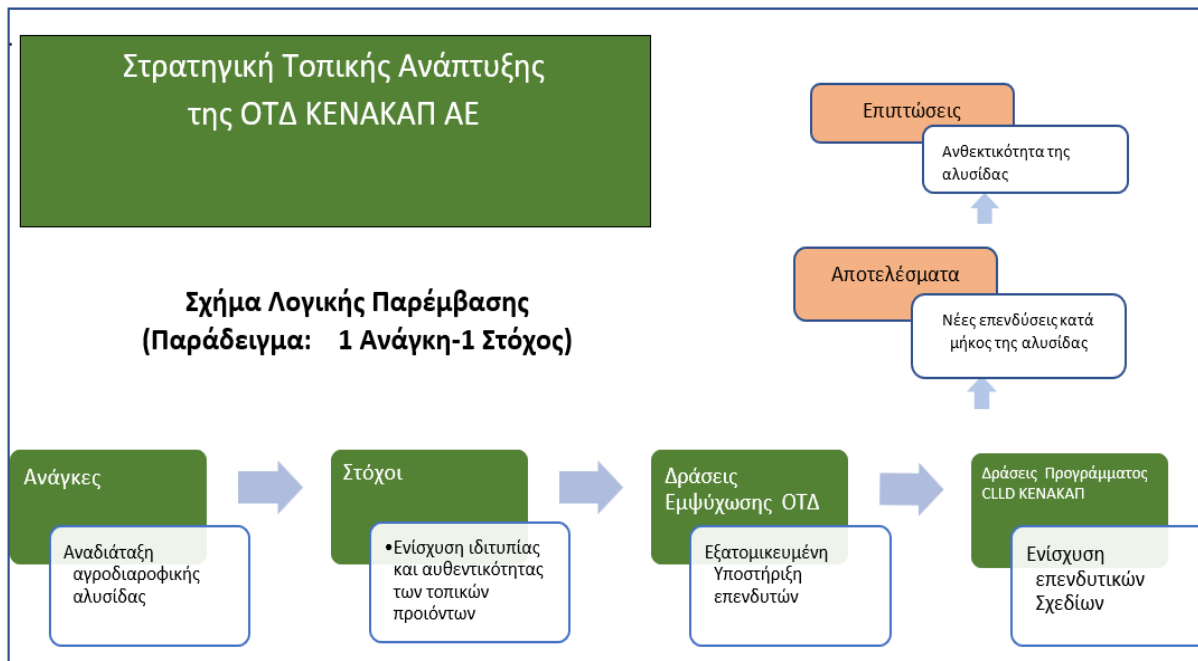 Στρατηγική Τοπικής Ανάπτυξης
της ΟΤΔ ΚΕΝΑΚΑΠ ΑΕ
Επιπτώσεις
Ανθεκτικότητα της
αλυσίδας
Αποτελέσματα
Νέες επενδύσεις κατά
μήκος της αλυσίδας
Σχήμα Λογικής Παρέμβασης
(Παράδειγμα: 1 Ανάγκη-1 Στόχος)
Ανάγκες
Αναδιάταξη
αγροδιαροφικής
αλυσίδας
Στόχοι
•Ενίσχυση ιδιτυπίας
και αυθεντικότητας
των τοπικών
προιόντων
Δράσεις
Εμψύχωσης ΟΤΔ
Εξατομικευμένη
Υποστήριξη
επενδυτών
Δράσεις Προγράμματος
CLLD ΚΕΝΑΚΑΠ
Ενίσχυση
επενδυτικών
Σχεδίων